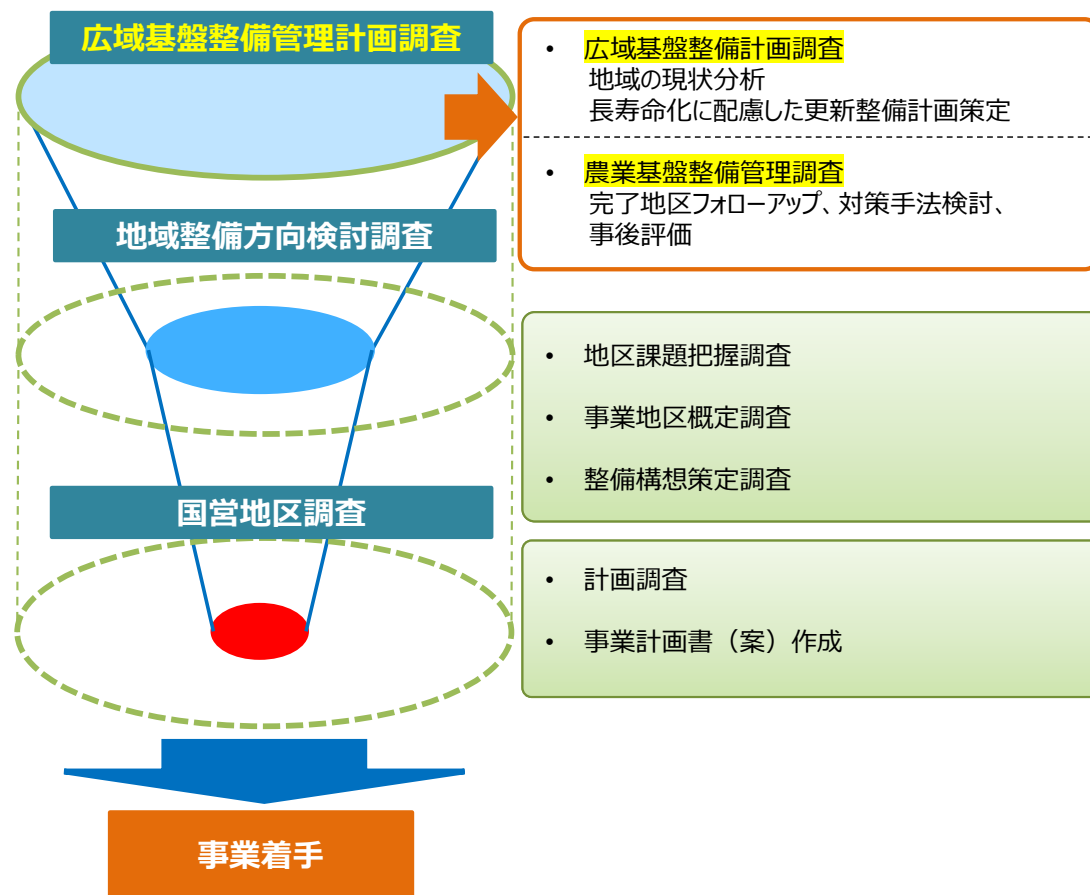 広域基盤整備管理計画調査
• 広域基盤整備計画調査
地域の現状分析
長寿命化に配慮した更新整備計画策定
• 農業基盤整備管理調査
完了地区フォローアップ、対策手法検討、
事後評価
地域整備方向検討調査
• 地区課題把握調査
• 事業地区概定調査
• 整備構想策定調査
国営地区調査
• 計画調査
• 事業計画書（案）作成
事業着手